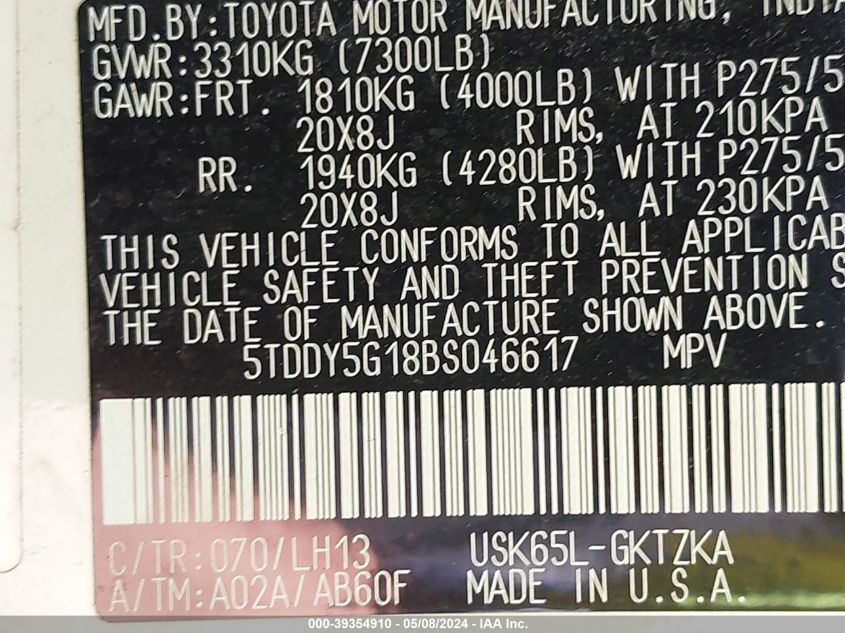 MFD.BY:TOYOTA MOTOR MANUFACTURING, INDIA
GVWR:3310KG (7300LB)
GAWR:FRT. 1810KG (4000LB) WITH P275/5
20X8J RIMS, AT 210KPA
RR. 1940KG (4280LB) WITH P275/5
20X8J RIMS, AT 230KPA
THIS VEHICLE CONFORMS TO ALL APPLICAB
VEHICLE SAFETY AND THEFT PREVENTION S
THE DATE OF MANUFACTURE SHOWN ABOVE.
5TDDY5G18BS046617 MPV
C/TR:070/LH13 USK65L-GKTZKA
A/TM:A02A/AB60F MADE IN U.S.A.
000-39354910 - 05/08/2024 - IAA Inc.